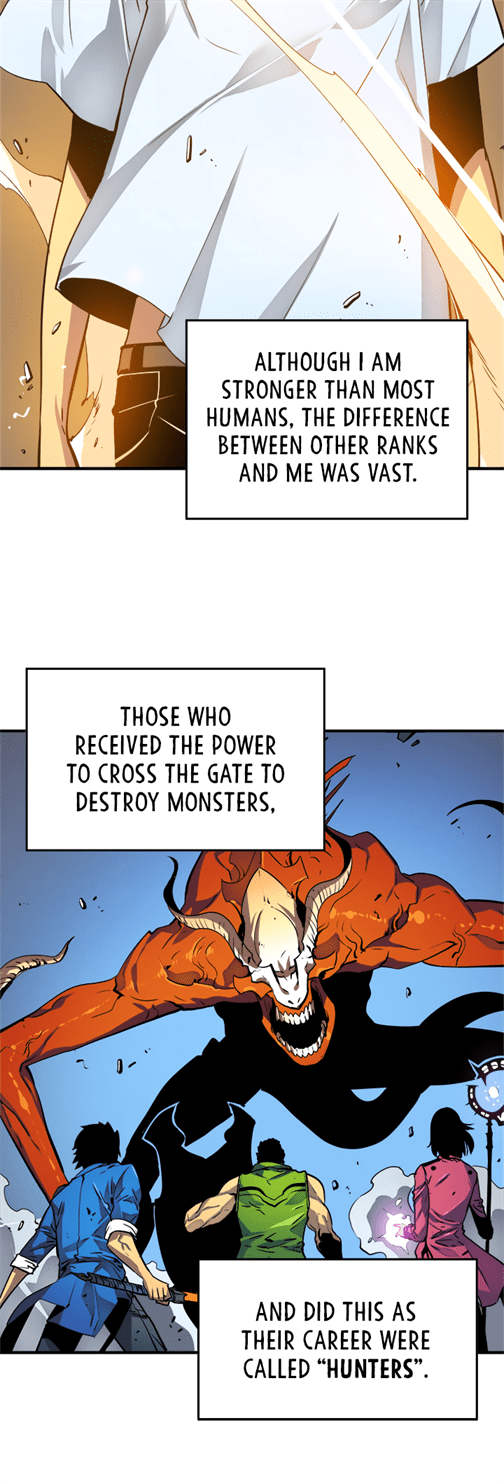 ALTHOUGH I AM
STRONGER THAN MOST
HUMANS, THE DIFFERENCE
BETWEEN OTHER RANKS
AND ME WAS VAST.
THOSE WHO
RECEIVED THE POWER
TO CROSS THE GATE TO
DESTROY MONSTERS,
AND DID THIS AS
THEIR CAREER WERE
CALLED “HUNTERS”.